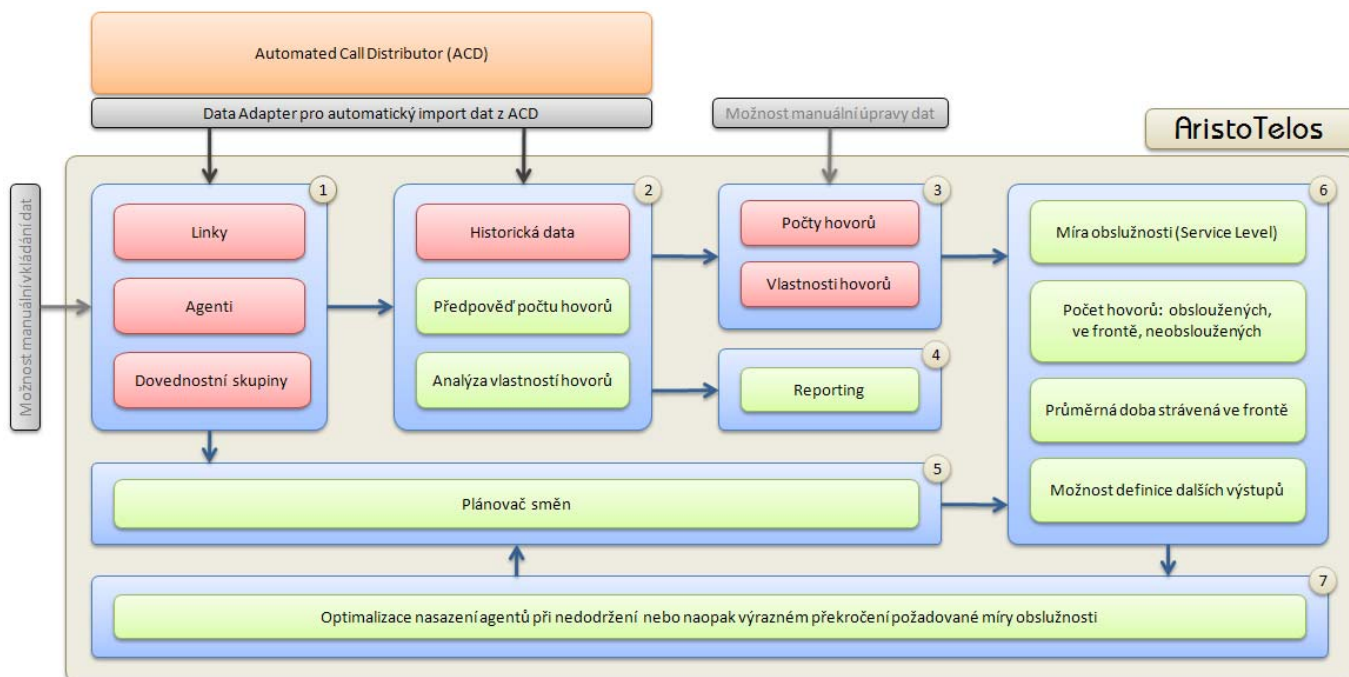 Automated Call Distributor (ACD)
Data Adapter pro automatický import dat z ACD
Možnost manuální úpravy dat
AristoTelos
Možnost manuální vkládání dat
1
Linky
Agenti
Dovednostní skupiny
2
Historická data
Předpověď počtu hovorů
Analýza vlastností hovorů
3
Počty hovorů
Vlastnosti hovorů
4
Reporting
5
Plánovač směn
6
Míra obslužnosti (Service Level)
Počet hovorů: obsloužených,
ve frontě, neobsloužených
Průměrná doba strávená ve frontě
Možnost definice dalších výstupů
7
Optimalizace nasazení agentů při nedodržení nebo naopak výrazném překročení požadované míry obslužnosti